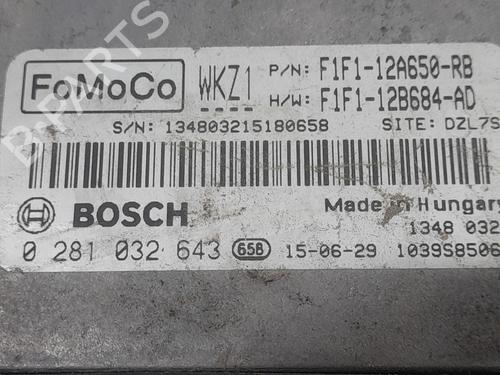 FoMoCo WKZ1 P/N: F1F1-12A650-RB
H/W: F1F1-12B684-AD
S/N: 134803215180658 SITE: DZL7S
BOSCH Made in Hungary
1348 032
0 281 032 643 658 15-06-29 1039S8506
B-PARTS